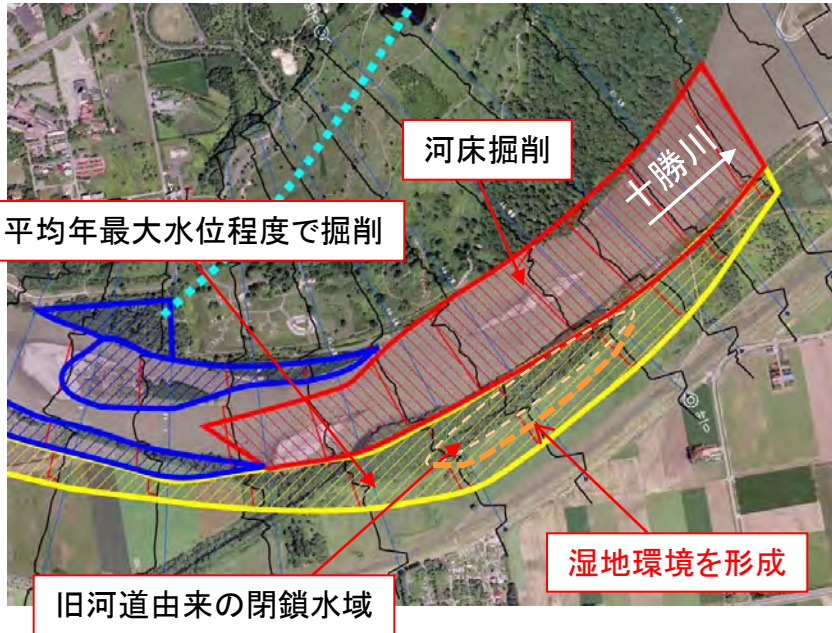 河床掘削
十勝川
平均年最大水位程度で掘削
湿地環境を形成
旧河道由来の閉鎖水域